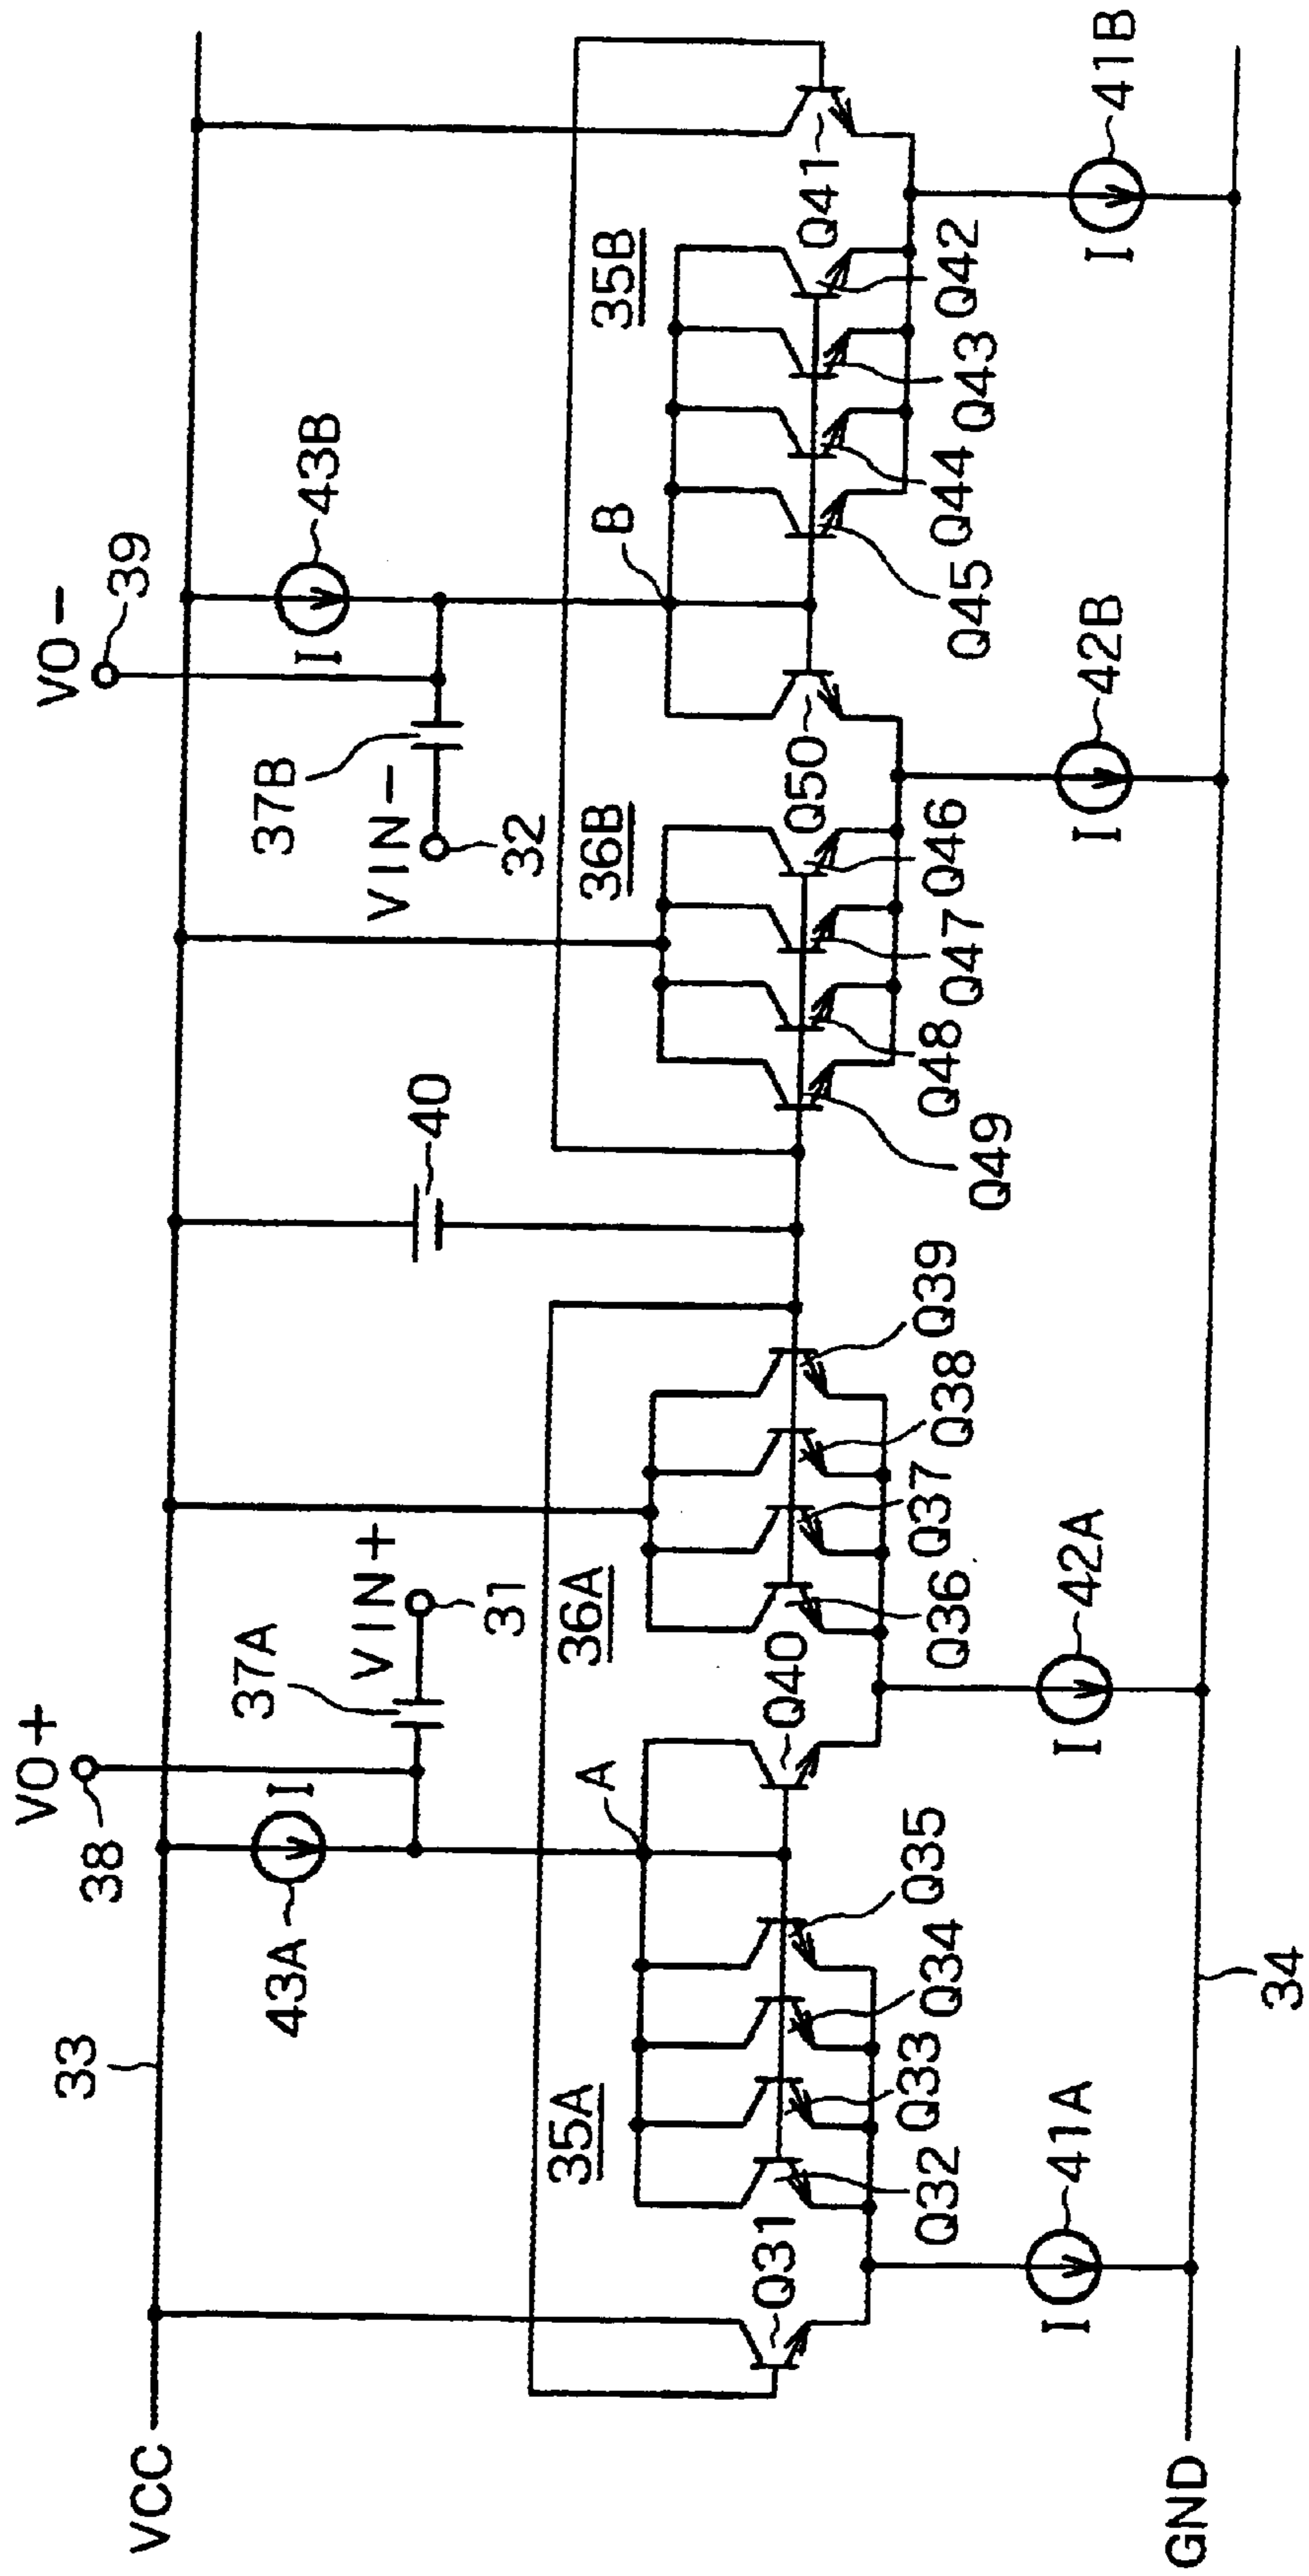 VO+
38
VO−
39
33
VCC
43A
I
37A
VIN+
31
40
37B
VIN−
32
I
43B
35A
A
36A
36B
B
35B
Q31
Q32
Q33
Q34
Q35
Q40
Q36
Q37
Q38
Q39
Q49
Q48
Q47
Q46
Q50
Q45
Q44
Q43
Q42
Q41
I
41A
I
42A
I
42B
I
41B
GND
34